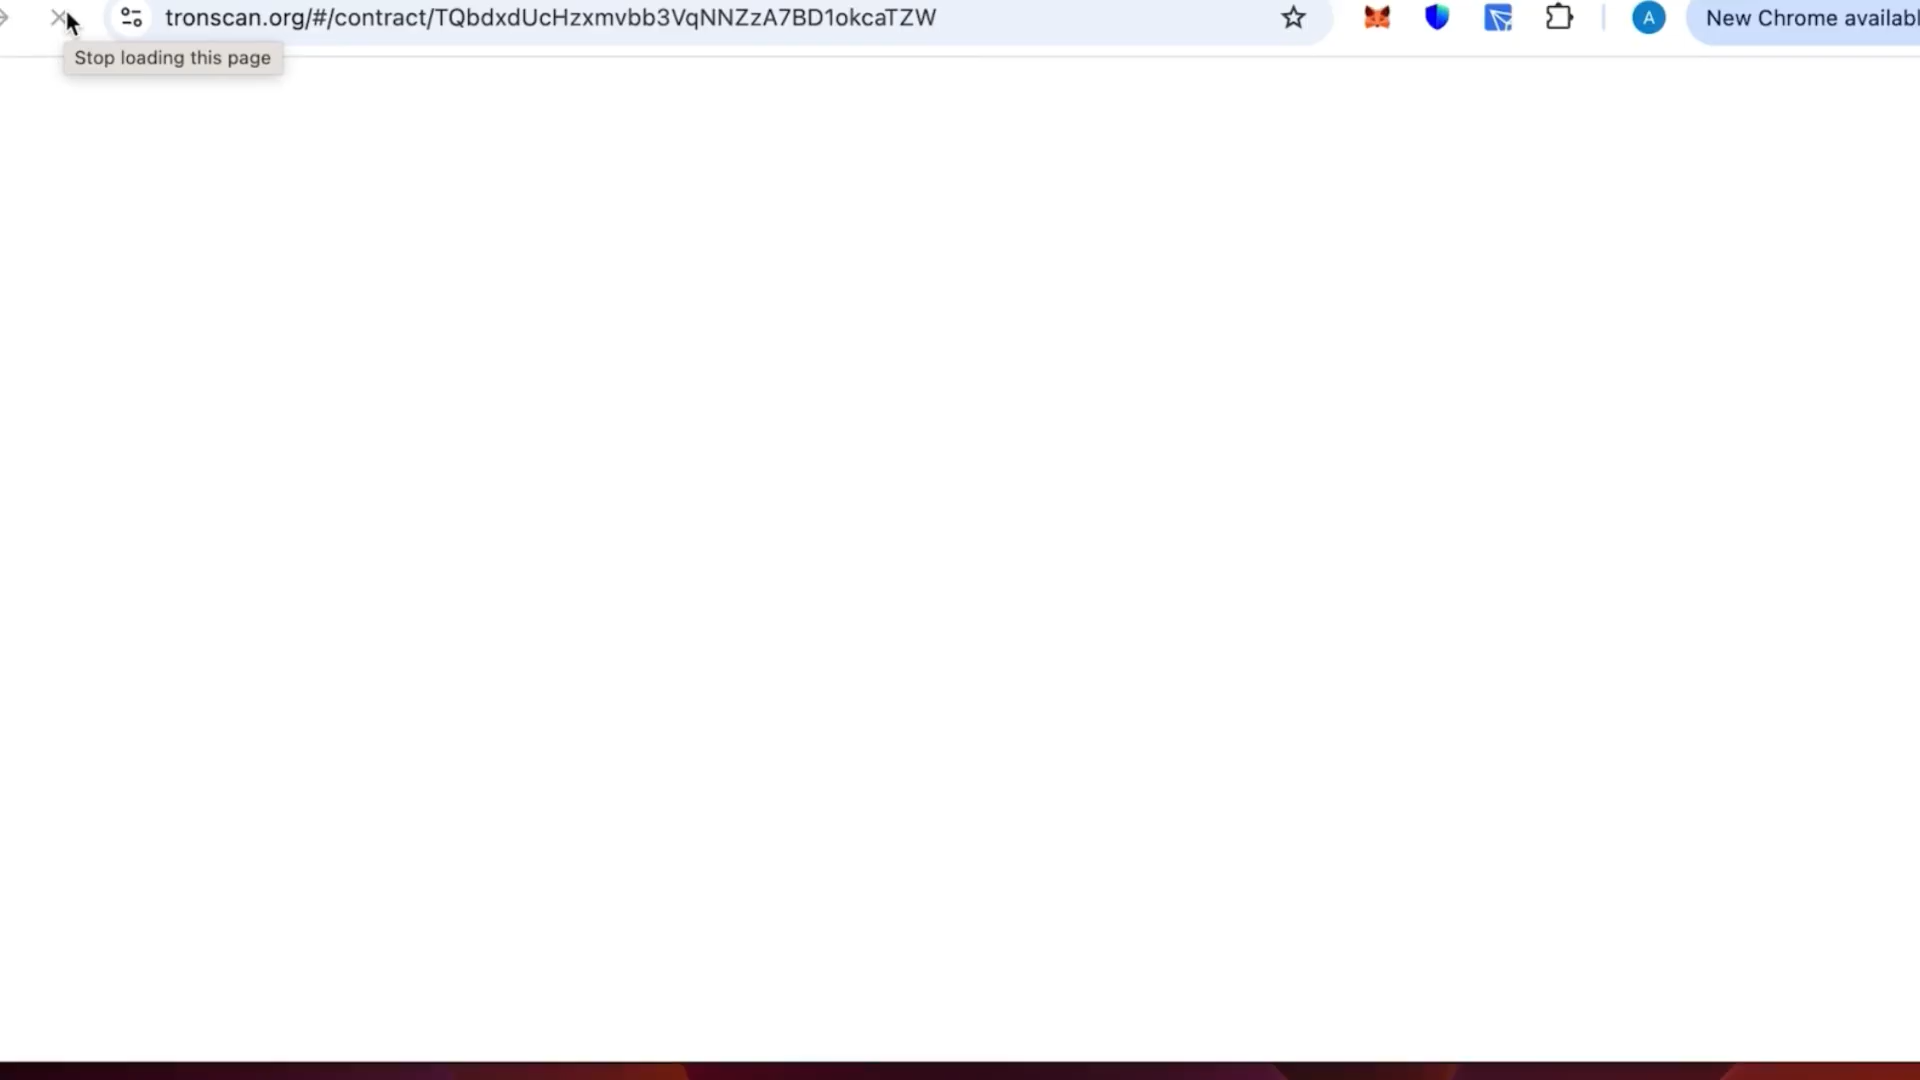 tronscan.org/#/contract/TQbdxdUcHzxmvbb3VqNNZzA7BD1okcaTZW
A
New Chrome availabl
Stop loading this page